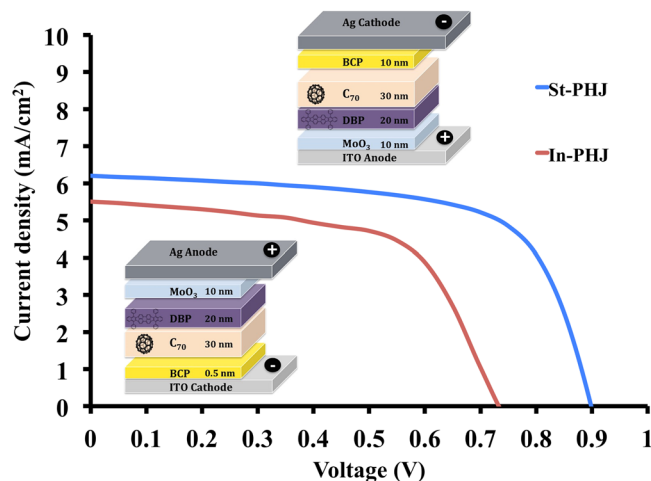 Current density (mA/cm²)
10
9
8
7
6
5
4
3
2
1
0
0
0.1
0.2
0.3
0.4
0.5
0.6
0.7
0.8
0.9
1
Voltage (V)
Ag Cathode -
BCP 10 nm
C₇₀ 30 nm
DBP 20 nm
MoO₃ 10 nm +
ITO Anode
St-PHJ
In-PHJ
Ag Anode +
MoO₃ 10 nm
DBP 20 nm
C₇₀ 30 nm
BCP 0.5 nm -
ITO Cathode